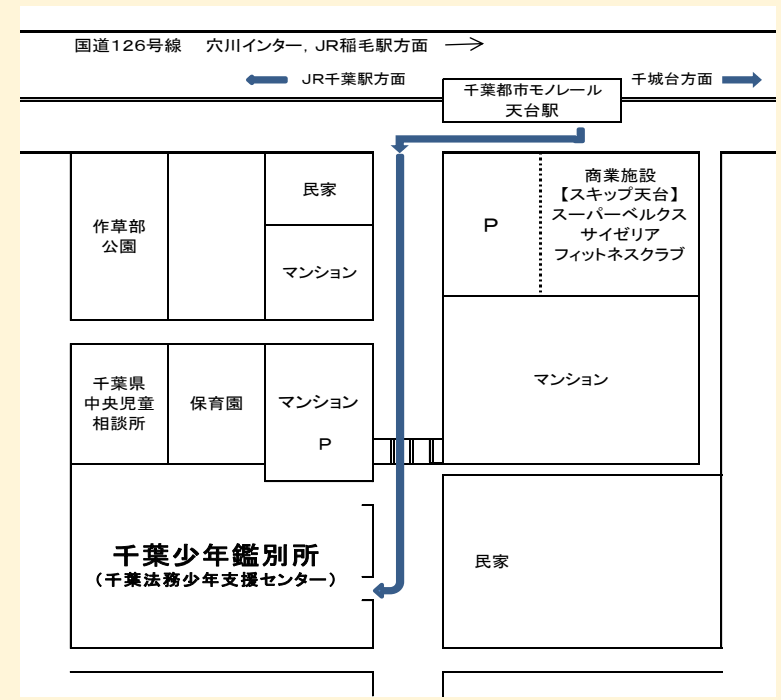 国道126号線　穴川インター, JR稲毛駅方面
JR千葉駅方面
千葉都市モノレール
天台駅
千城台方面
作草部
公園
民家
マンション
P
商業施設
【スキップ天台】
スーパーベルクス
サイゼリア
フィットネスクラブ
千葉県
中央児童
相談所
保育園
マンション
P
マンション
千葉少年鑑別所
（千葉法務少年支援センター）
民家